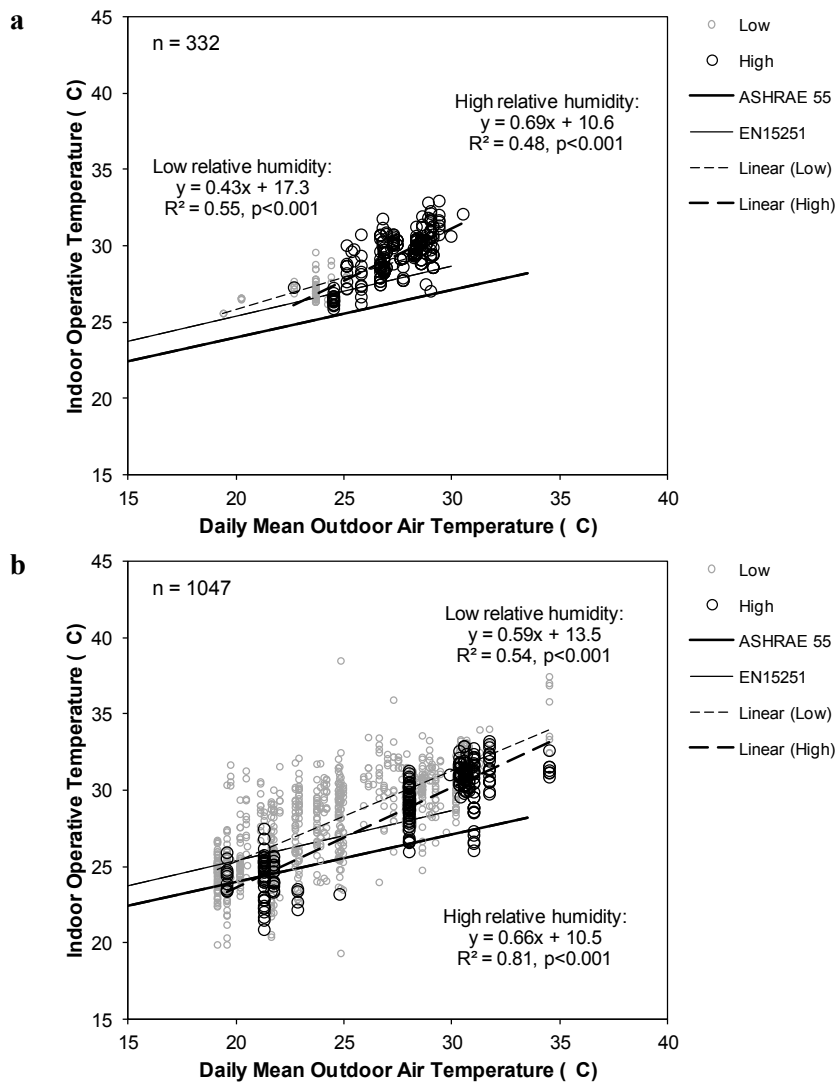 a
45
40
35
30
25
20
15
15
20
25
30
35
40
n = 332
High relative humidity:
y = 0.69x + 10.6
R² = 0.48, p<0.001
Low relative humidity:
y = 0.43x + 17.3
R² = 0.55, p<0.001
Indoor Operative Temperature ( C)
Daily Mean Outdoor Air Temperature ( C)
Low
High
ASHRAE 55
EN15251
Linear (Low)
Linear (High)
b
45
40
35
30
25
20
15
15
20
25
30
35
40
n = 1047
Low relative humidity:
y = 0.59x + 13.5
R² = 0.54, p<0.001
High relative humidity:
y = 0.66x + 10.5
R² = 0.81, p<0.001
Indoor Operative Temperature ( C)
Daily Mean Outdoor Air Temperature ( C)
Low
High
ASHRAE 55
EN15251
Linear (Low)
Linear (High)